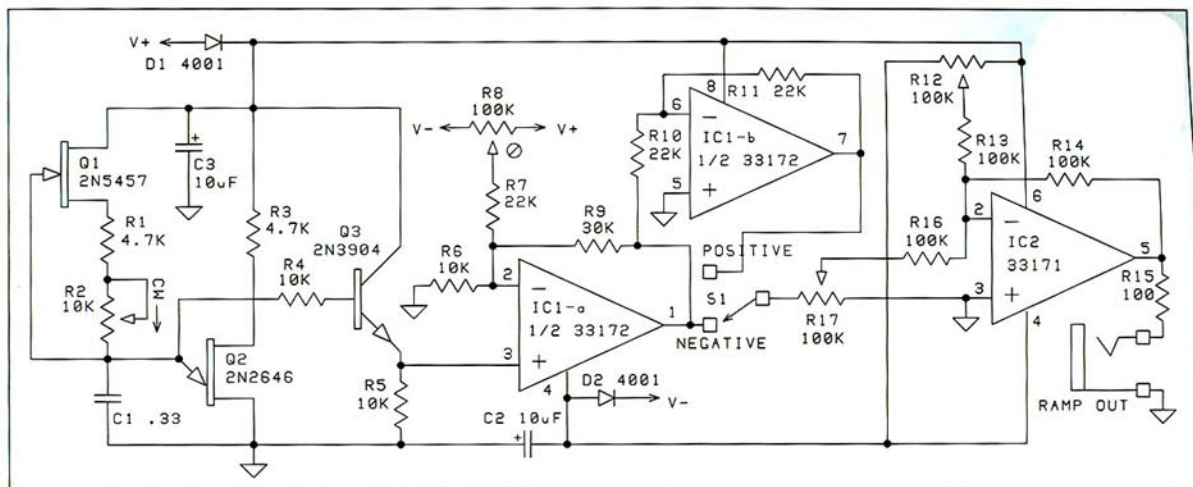 V+
D1 4001
Q1
2N5457
C3
10uF
R1
4.7K
R2
10K
CW
C1 .33
R3
4.7K
Q2
2N2646
R4
10K
Q3
2N3904
R5
10K
R6
10K
R7
22K
R8
100K
V-
V+
R9
30K
2
3
4
1
IC1-a
1/2 33172
C2 10uF
D2 4001
V-
R10
22K
R11 22K
8
6
5
7
IC1-b
1/2 33172
POSITIVE
S1
NEGATIVE
R17
100K
R16
100K
R12
100K
R13
100K
R14
100K
6
2
3
5
4
IC2
33171
R15
100
RAMP OUT
+
+
-
+
-
+
-
+